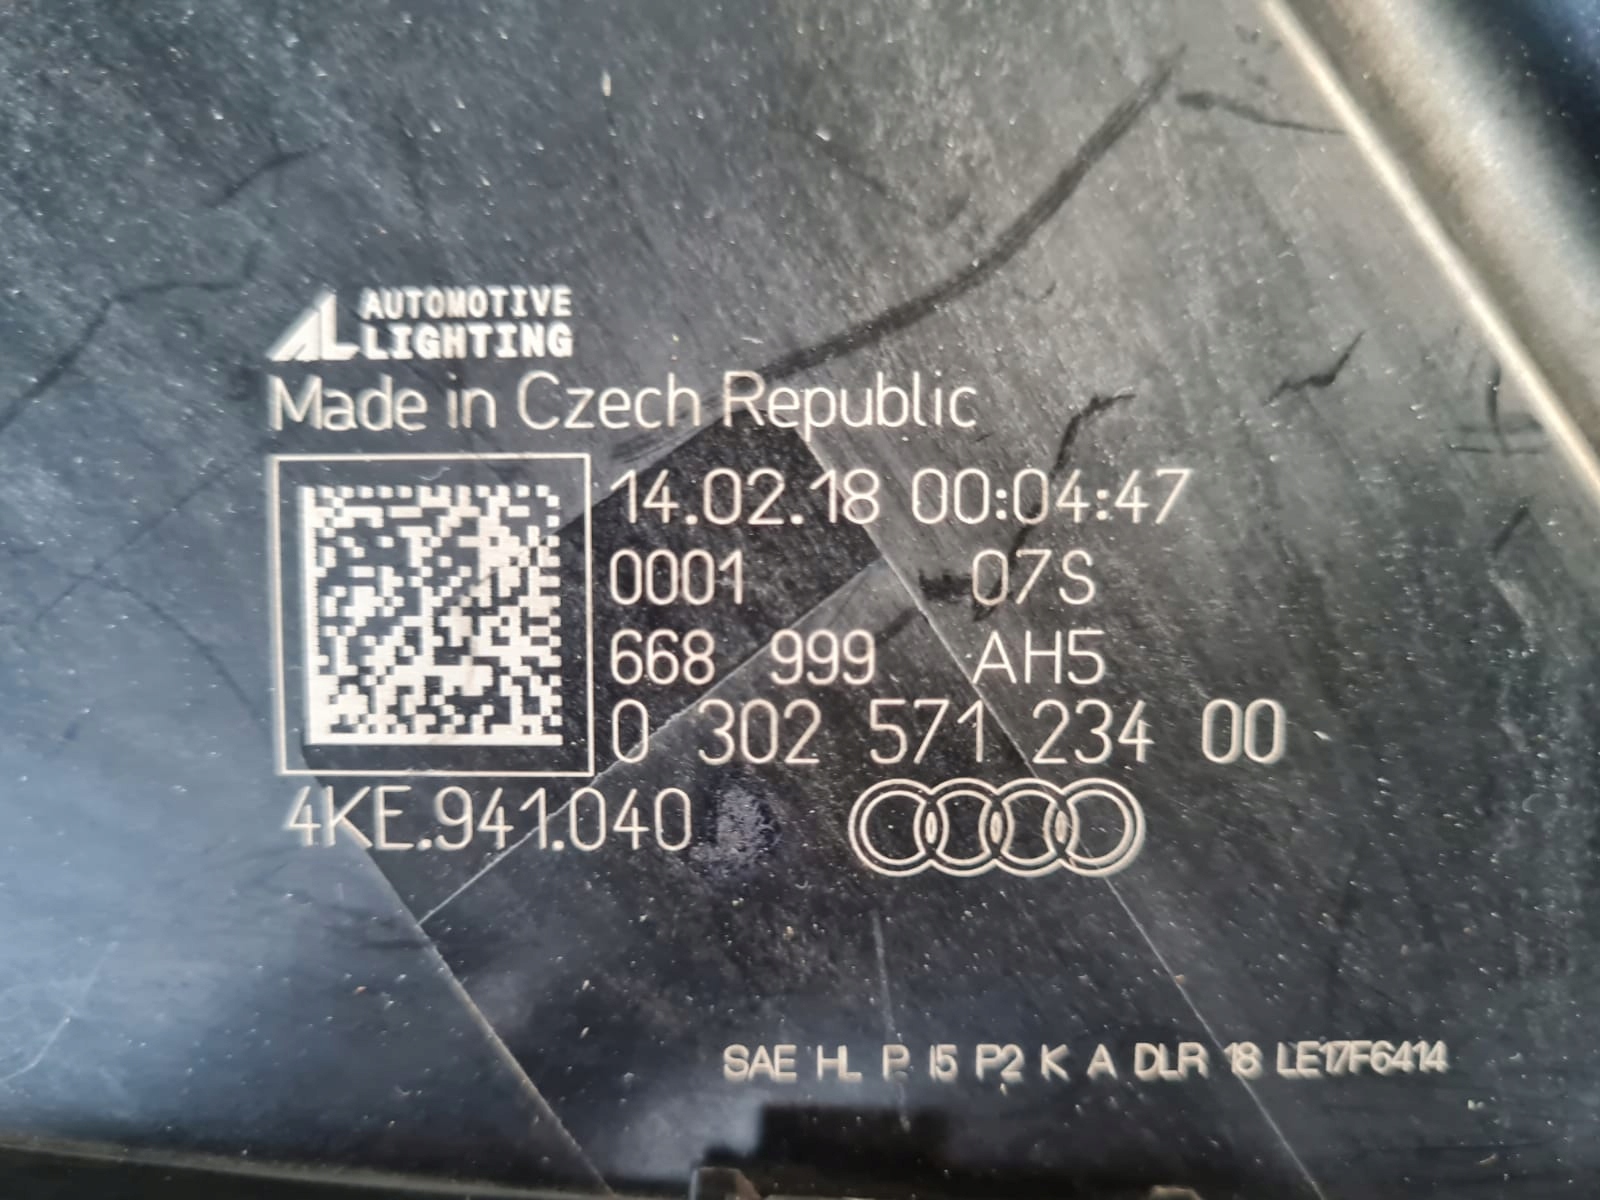 AL AUTOMOTIVE
LIGHTING
Made in Czech Republic
14.02.18 00:04:47
0001 07S
668 999 AH5
0 302 571 234 00
4KE.941.040
SAE HL P I5 P2 K A DLR 18 LE17F6414